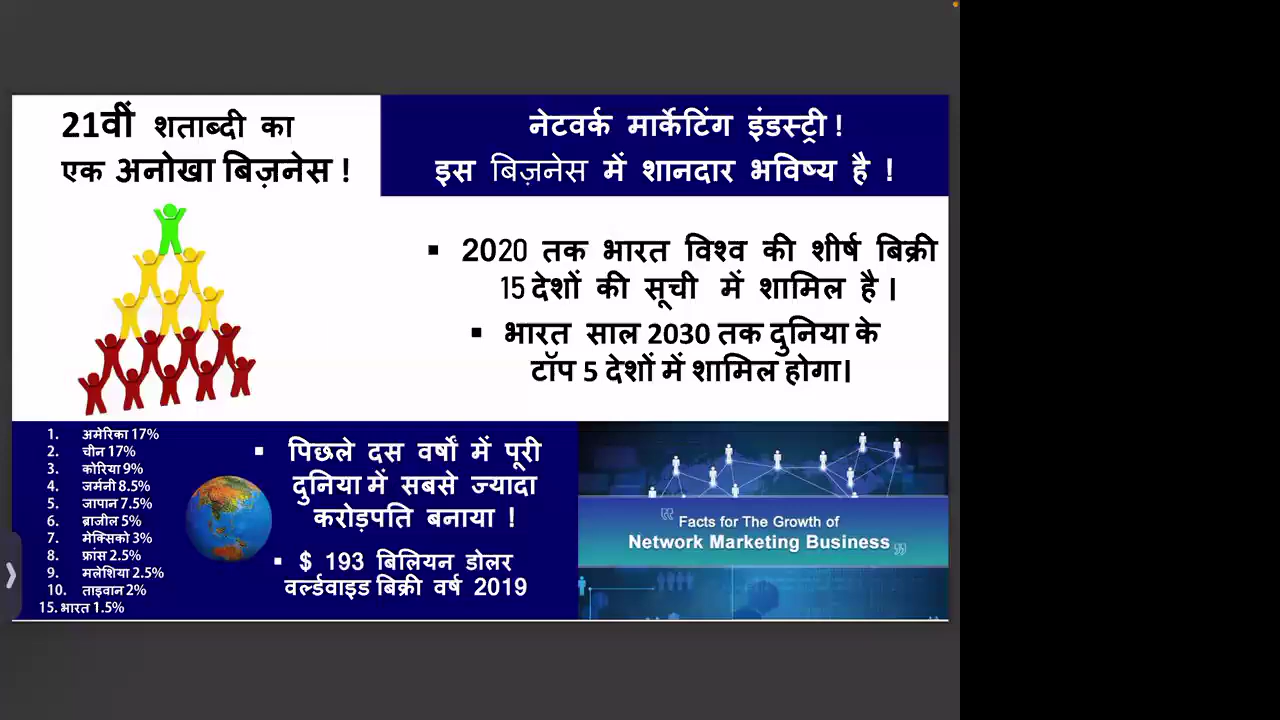 21वीं शताब्दी का
एक अनोखा बिज़नेस !
नेटवर्क मार्केटिंग इंडस्ट्री !
इस बिज़नेस में शानदार भविष्य है !
▪ 2020 तक भारत विश्व की शीर्ष बिक्री
15 देशों की सूची में शामिल है ।
▪ भारत साल 2030 तक दुनिया के
टॉप 5 देशों में शामिल होगा।
1. अमेरिका 17%
2. चीन 17%
3. कोरिया 9%
4. जर्मनी 8.5%
5. जापान 7.5%
6. ब्राजील 5%
7. मेक्सिको 3%
8. फ्रांस 2.5%
9. मलेशिया 2.5%
10. ताइवान 2%
15. भारत 1.5%
▪ पिछले दस वर्षों में पूरी
दुनिया में सबसे ज्यादा
करोड़पति बनाया !
▪ $ 193 बिलियन डोलर
वर्ल्डवाइड बिक्री वर्ष 2019
“ Facts for The Growth of
Network Marketing Business ”